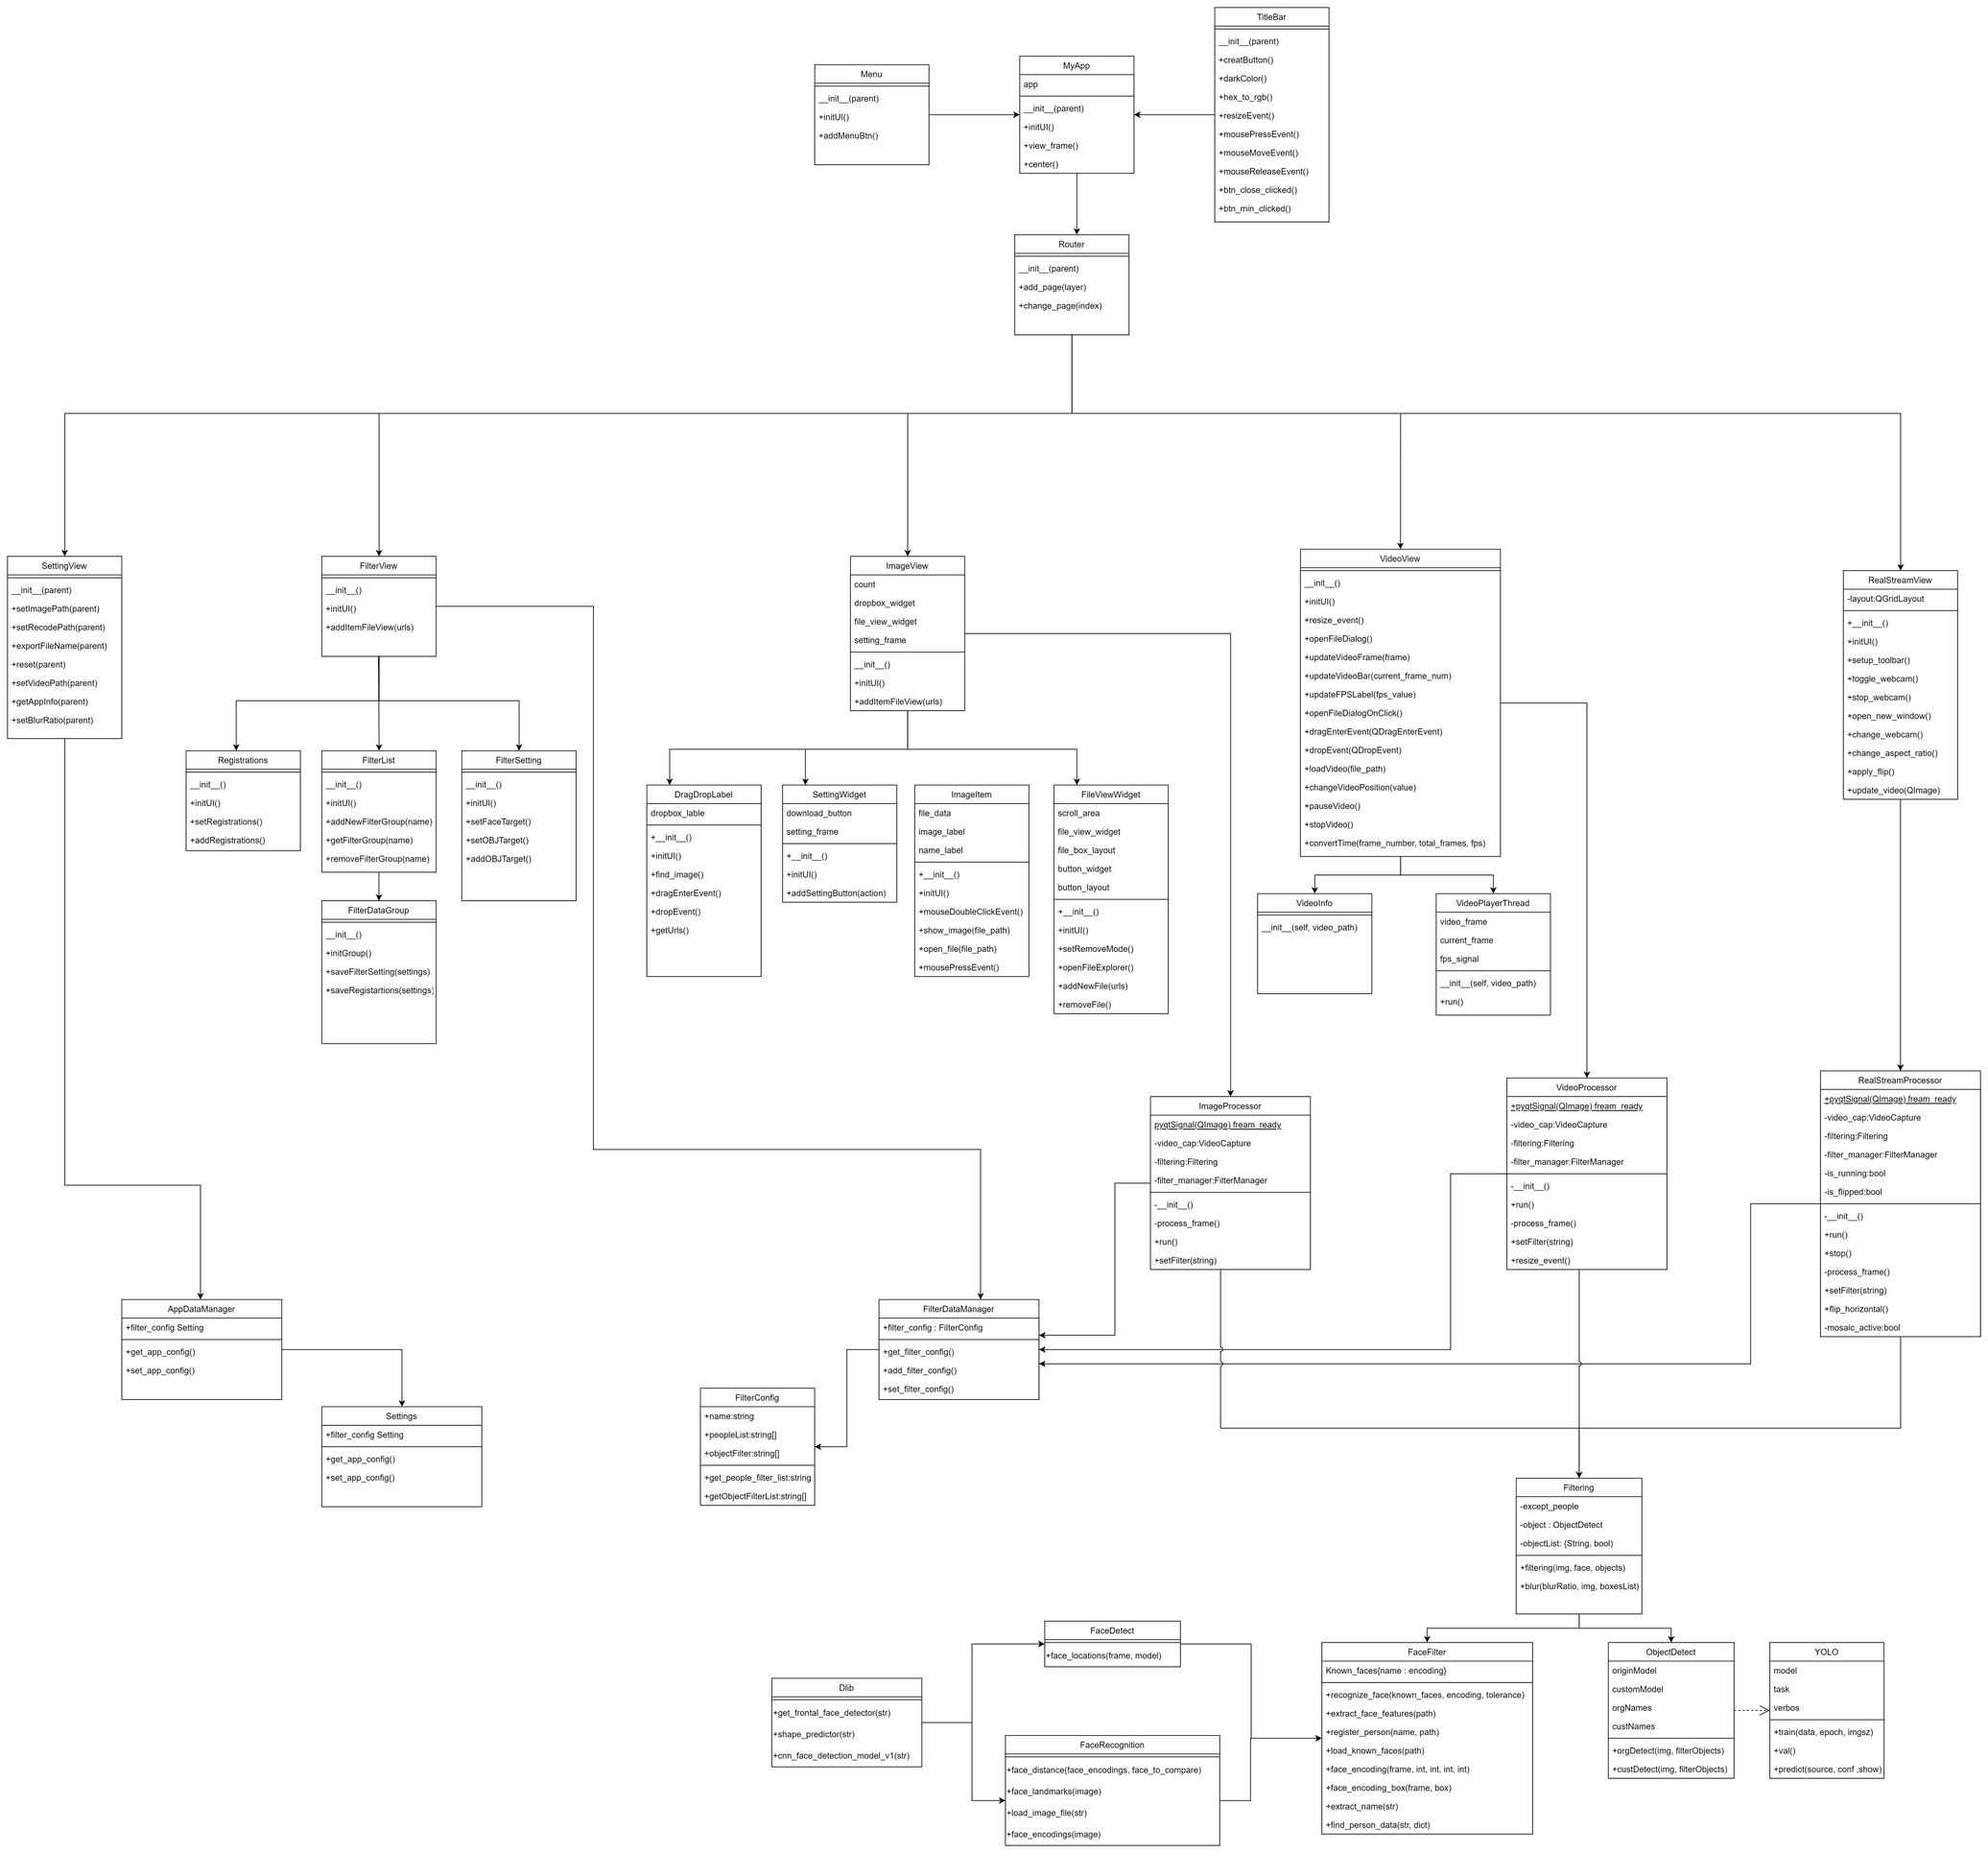 TitleBar
__init__(parent)
+creatButton()
+darkColor()
+hex_to_rgb()
+resizeEvent()
+mousePressEvent()
+mouseMoveEvent()
+mouseReleaseEvent()
+btn_close_clicked()
+btn_min_clicked()
MyApp
app
__init__(parent)
+initUI()
+view_frame()
+center()
Menu
__init__(parent)
+initUI()
+addMenuBtn()
Router
__init__(parent)
+add_page(layer)
+change_page(index)
SettingView
__init__(parent)
+setImagePath(parent)
+setRecodePath(parent)
+exportFileName(parent)
+reset(parent)
+setVideoPath(parent)
+getAppInfo(parent)
+setBlurRatio(parent)
FilterView
__init__()
+initUI()
+addItemFileView(urls)
ImageView
count
dropbox_widget
file_view_widget
setting_frame
__init__()
+initUI()
+addItemFileView(urls)
VideoView
__init__()
+initUI()
+resize_event()
+openFileDialog()
+updateVideoFrame(frame)
+updateVideoBar(current_frame_num)
+updateFPSLabel(fps_value)
+openFileDialogOnClick()
+dragEnterEvent(QDragEnterEvent)
+dropEvent(QDropEvent)
+loadVideo(file_path)
+changeVideoPosition(value)
+pauseVideo()
+stopVideo()
+convertTime(frame_number, total_frames, fps)
RealStreamView
-layout:QGridLayout
+__init__()
+initUI()
+setup_toolbar()
+toggle_webcam()
+stop_webcam()
+open_new_window()
+change_webcam()
+change_aspect_ratio()
+apply_flip()
+update_video(QImage)
Registrations
__init__()
+initUI()
+setRegistrations()
+addRegistrations()
FilterList
__init__()
+initUI()
+addNewFilterGroup(name)
+getFilterGroup(name)
+removeFilterGroup(name)
FilterSetting
__init__()
+initUI()
+setFaceTarget()
+setOBJTarget()
+addOBJTarget()
FilterDataGroup
__init__()
+initGroup()
+saveFilterSetting(settings)
+saveRegistartions(settings)
DragDropLabel
dropbox_lable
+__init__()
+initUI()
+find_image()
+dragEnterEvent()
+dropEvent()
+getUrls()
SettingWidget
download_button
setting_frame
+__init__()
+initUI()
+addSettingButton(action)
ImageItem
file_data
image_label
name_label
+__init__()
+initUI()
+mouseDoubleClickEvent()
+show_image(file_path)
+open_file(file_path)
+mousePressEvent()
FileViewWidget
scroll_area
file_view_widget
file_box_layout
button_widget
button_layout
+__init__()
+initUI()
+setRemoveMode()
+openFileExplorer()
+addNewFile(urls)
+removeFile()
VideoInfo
__init__(self, video_path)
VideoPlayerThread
video_frame
current_frame
fps_signal
__init__(self, video_path)
+run()
ImageProcessor
pyqtSignal(QImage) fream_ready
-video_cap:VideoCapture
-filtering:Filtering
-filter_manager:FilterManager
-__init__()
-process_frame()
+run()
+setFilter(string)
VideoProcessor
+pyqtSignal(QImage) fream_ready
-video_cap:VideoCapture
-filtering:Filtering
-filter_manager:FilterManager
-__init__()
+run()
-process_frame()
+setFilter(string)
+resize_event()
RealStreamProcessor
+pyqtSignal(QImage) fream_ready
-video_cap:VideoCapture
-filtering:Filtering
-filter_manager:FilterManager
-is_running:bool
-is_flipped:bool
-__init__()
+run()
+stop()
-process_frame()
+setFilter(string)
+flip_horizontal()
-mosaic_active:bool
AppDataManager
+filter_config Setting
+get_app_config()
+set_app_config()
Settings
+filter_config Setting
+get_app_config()
+set_app_config()
FilterDataManager
+filter_config : FilterConfig
+get_filter_config()
+add_filter_config()
+set_filter_config()
FilterConfig
+name:string
+peopleList:string[]
+objectFilter:string[]
+get_people_filter_list:string
+getObjectFilterList:string[]
Filtering
-except_people
-object : ObjectDetect
-objectList: {String, bool)
+filtering(img, face, objects)
+blur(blurRatio, img, boxesList)
FaceDetect
+face_locations(frame, model)
Dlib
+get_frontal_face_detector(str)
+shape_predictor(str)
+cnn_face_detection_model_v1(str)
FaceRecognition
+face_distance(face_encodings, face_to_compare)
+face_landmarks(image)
+load_image_file(str)
+face_encodings(image)
FaceFilter
Known_faces{name : encoding}
+recognize_face(known_faces, encoding, tolerance)
+extract_face_features(path)
+register_person(name, path)
+load_known_faces(path)
+face_encoding(frame, int, int, int, int)
+face_encoding_box(frame, box)
+extract_name(str)
+find_person_data(str, dict)
ObjectDetect
originModel
customModel
orgNames
custNames
+orgDetect(img, filterObjects)
+custDetect(img, filterObjects)
YOLO
model
task
verbos
+train(data, epoch, imgsz)
+val()
+predict(source, conf ,show)